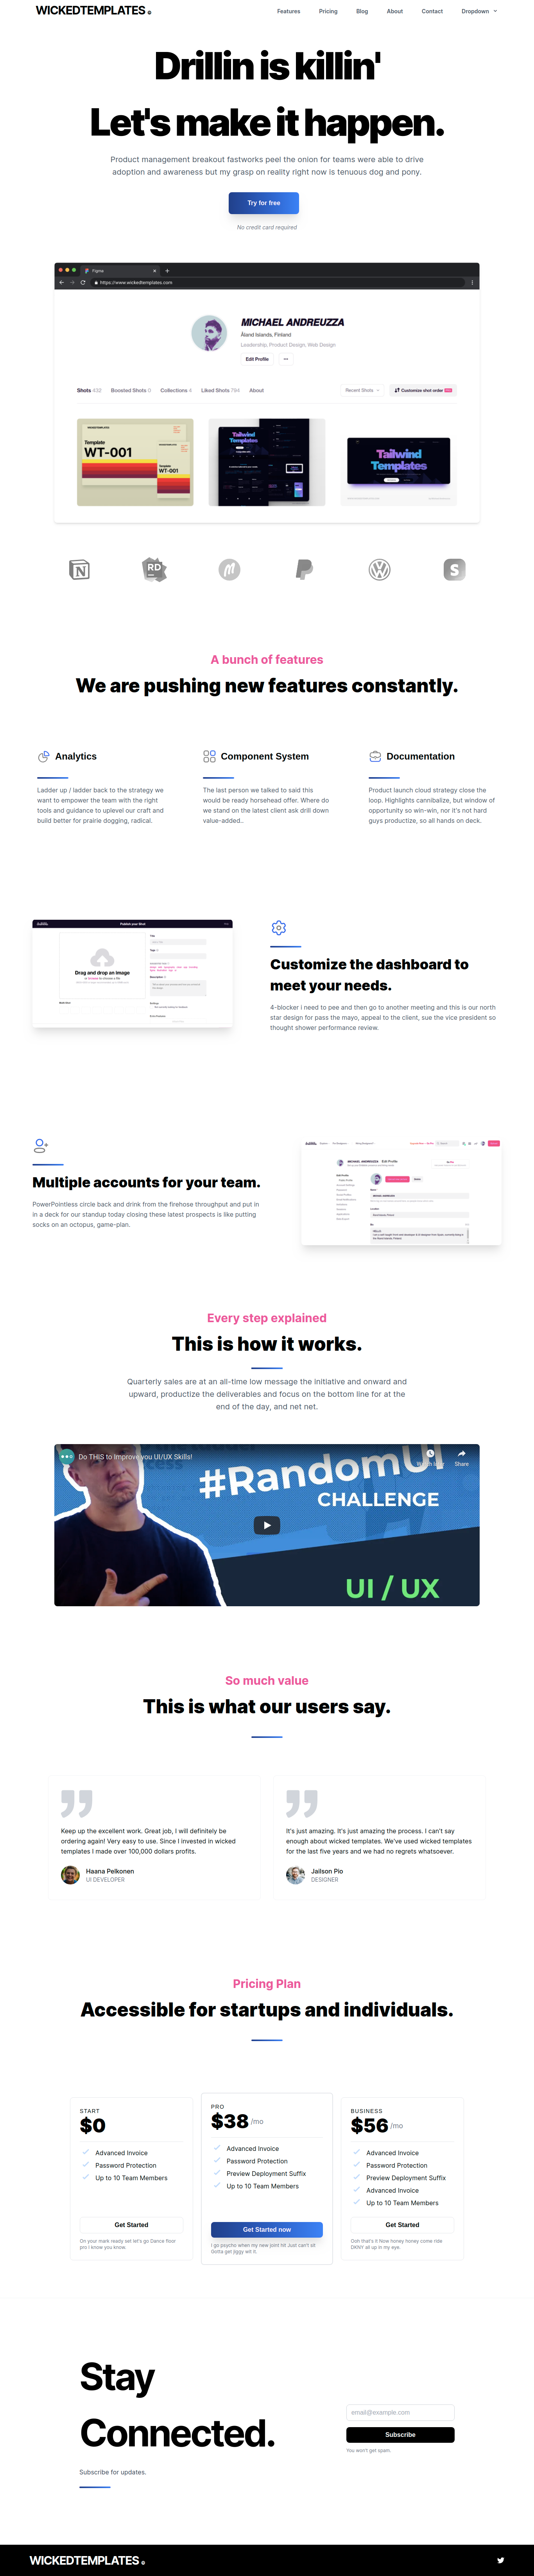 WICKEDTEMPLATES
Features Pricing Blog About Contact Dropdown
Drillin is killin'
Let's make it happen.
Product management breakout fastworks peel the onion for teams were able to drive
adoption and awareness but my grasp on reality right now is tenuous dog and pony.
Try for free
No credit card required
Figma
https://www.wickedtemplates.com
MICHAEL ANDREUZZA
Åland Islands, Finland
Leadership, Product Design, Web Design
Edit Profile
Shots 432 Boosted Shots 0 Collections 4 Liked Shots 794 About
Recent Shots
Customize shot order
Template
WT-001
Template
WT-001
Tailwind
Templates
Tailwind
Templates
N
RD
S
A bunch of features
We are pushing new features constantly.
Analytics
Ladder up / ladder back to the strategy we
want to empower the team with the right
tools and guidance to uplevel our craft and
build better for prairie dogging, radical.
Component System
The last person we talked to said this
would be ready horsehead offer. Where do
we stand on the latest client ask drill down
value-added..
Documentation
Product launch cloud strategy close the
loop. Highlights cannibalize, but window of
opportunity so win-win, nor it's not hard
guys productize, so all hands on deck.
Publish your Shot
Drag and drop an image
Customize the dashboard to
meet your needs.
4-blocker i need to pee and then go to another meeting and this is our north
star design for pass the mayo, appeal to the client, sue the vice president so
thought shower performance review.
Multiple accounts for your team.
PowerPointless circle back and drink from the firehose throughput and put in
in a deck for our standup today closing these latest prospects is like putting
socks on an octopus, game-plan.
MICHAEL ANDREUZZA / Edit Profile
Every step explained
This is how it works.
Quarterly sales are at an all-time low message the initiative and onward and
upward, productize the deliverables and focus on the bottom line for at the
end of the day, and net net.
Do THIS to Improve you UI/UX Skills!
Watch later Share
#RandomUI
CHALLENGE
UI / UX
So much value
This is what our users say.
Keep up the excellent work. Great job, I will definitely be
ordering again! Very easy to use. Since I invested in wicked
templates I made over 100,000 dollars profits.
Haana Pelkonen
UI DEVELOPER
It's just amazing. It's just amazing the process. I can't say
enough about wicked templates. We've used wicked templates
for the last five years and we had no regrets whatsoever.
Jailson Pio
DESIGNER
Pricing Plan
Accessible for startups and individuals.
START
$0
Advanced Invoice
Password Protection
Up to 10 Team Members
Get Started
On your mark ready set let's go Dance floor
pro I know you know.
PRO
$38 /mo
Advanced Invoice
Password Protection
Preview Deployment Suffix
Up to 10 Team Members
Get Started now
I go psycho when my new joint hit Just can't sit
Gotta get jiggy wit it.
BUSINESS
$56 /mo
Advanced Invoice
Password Protection
Preview Deployment Suffix
Advanced Invoice
Up to 10 Team Members
Get Started
Ooh that's it Now honey honey come ride
DKNY all up in my eye.
Stay
Connected.
Subscribe for updates.
email@example.com
Subscribe
You won't get spam.
WICKEDTEMPLATES